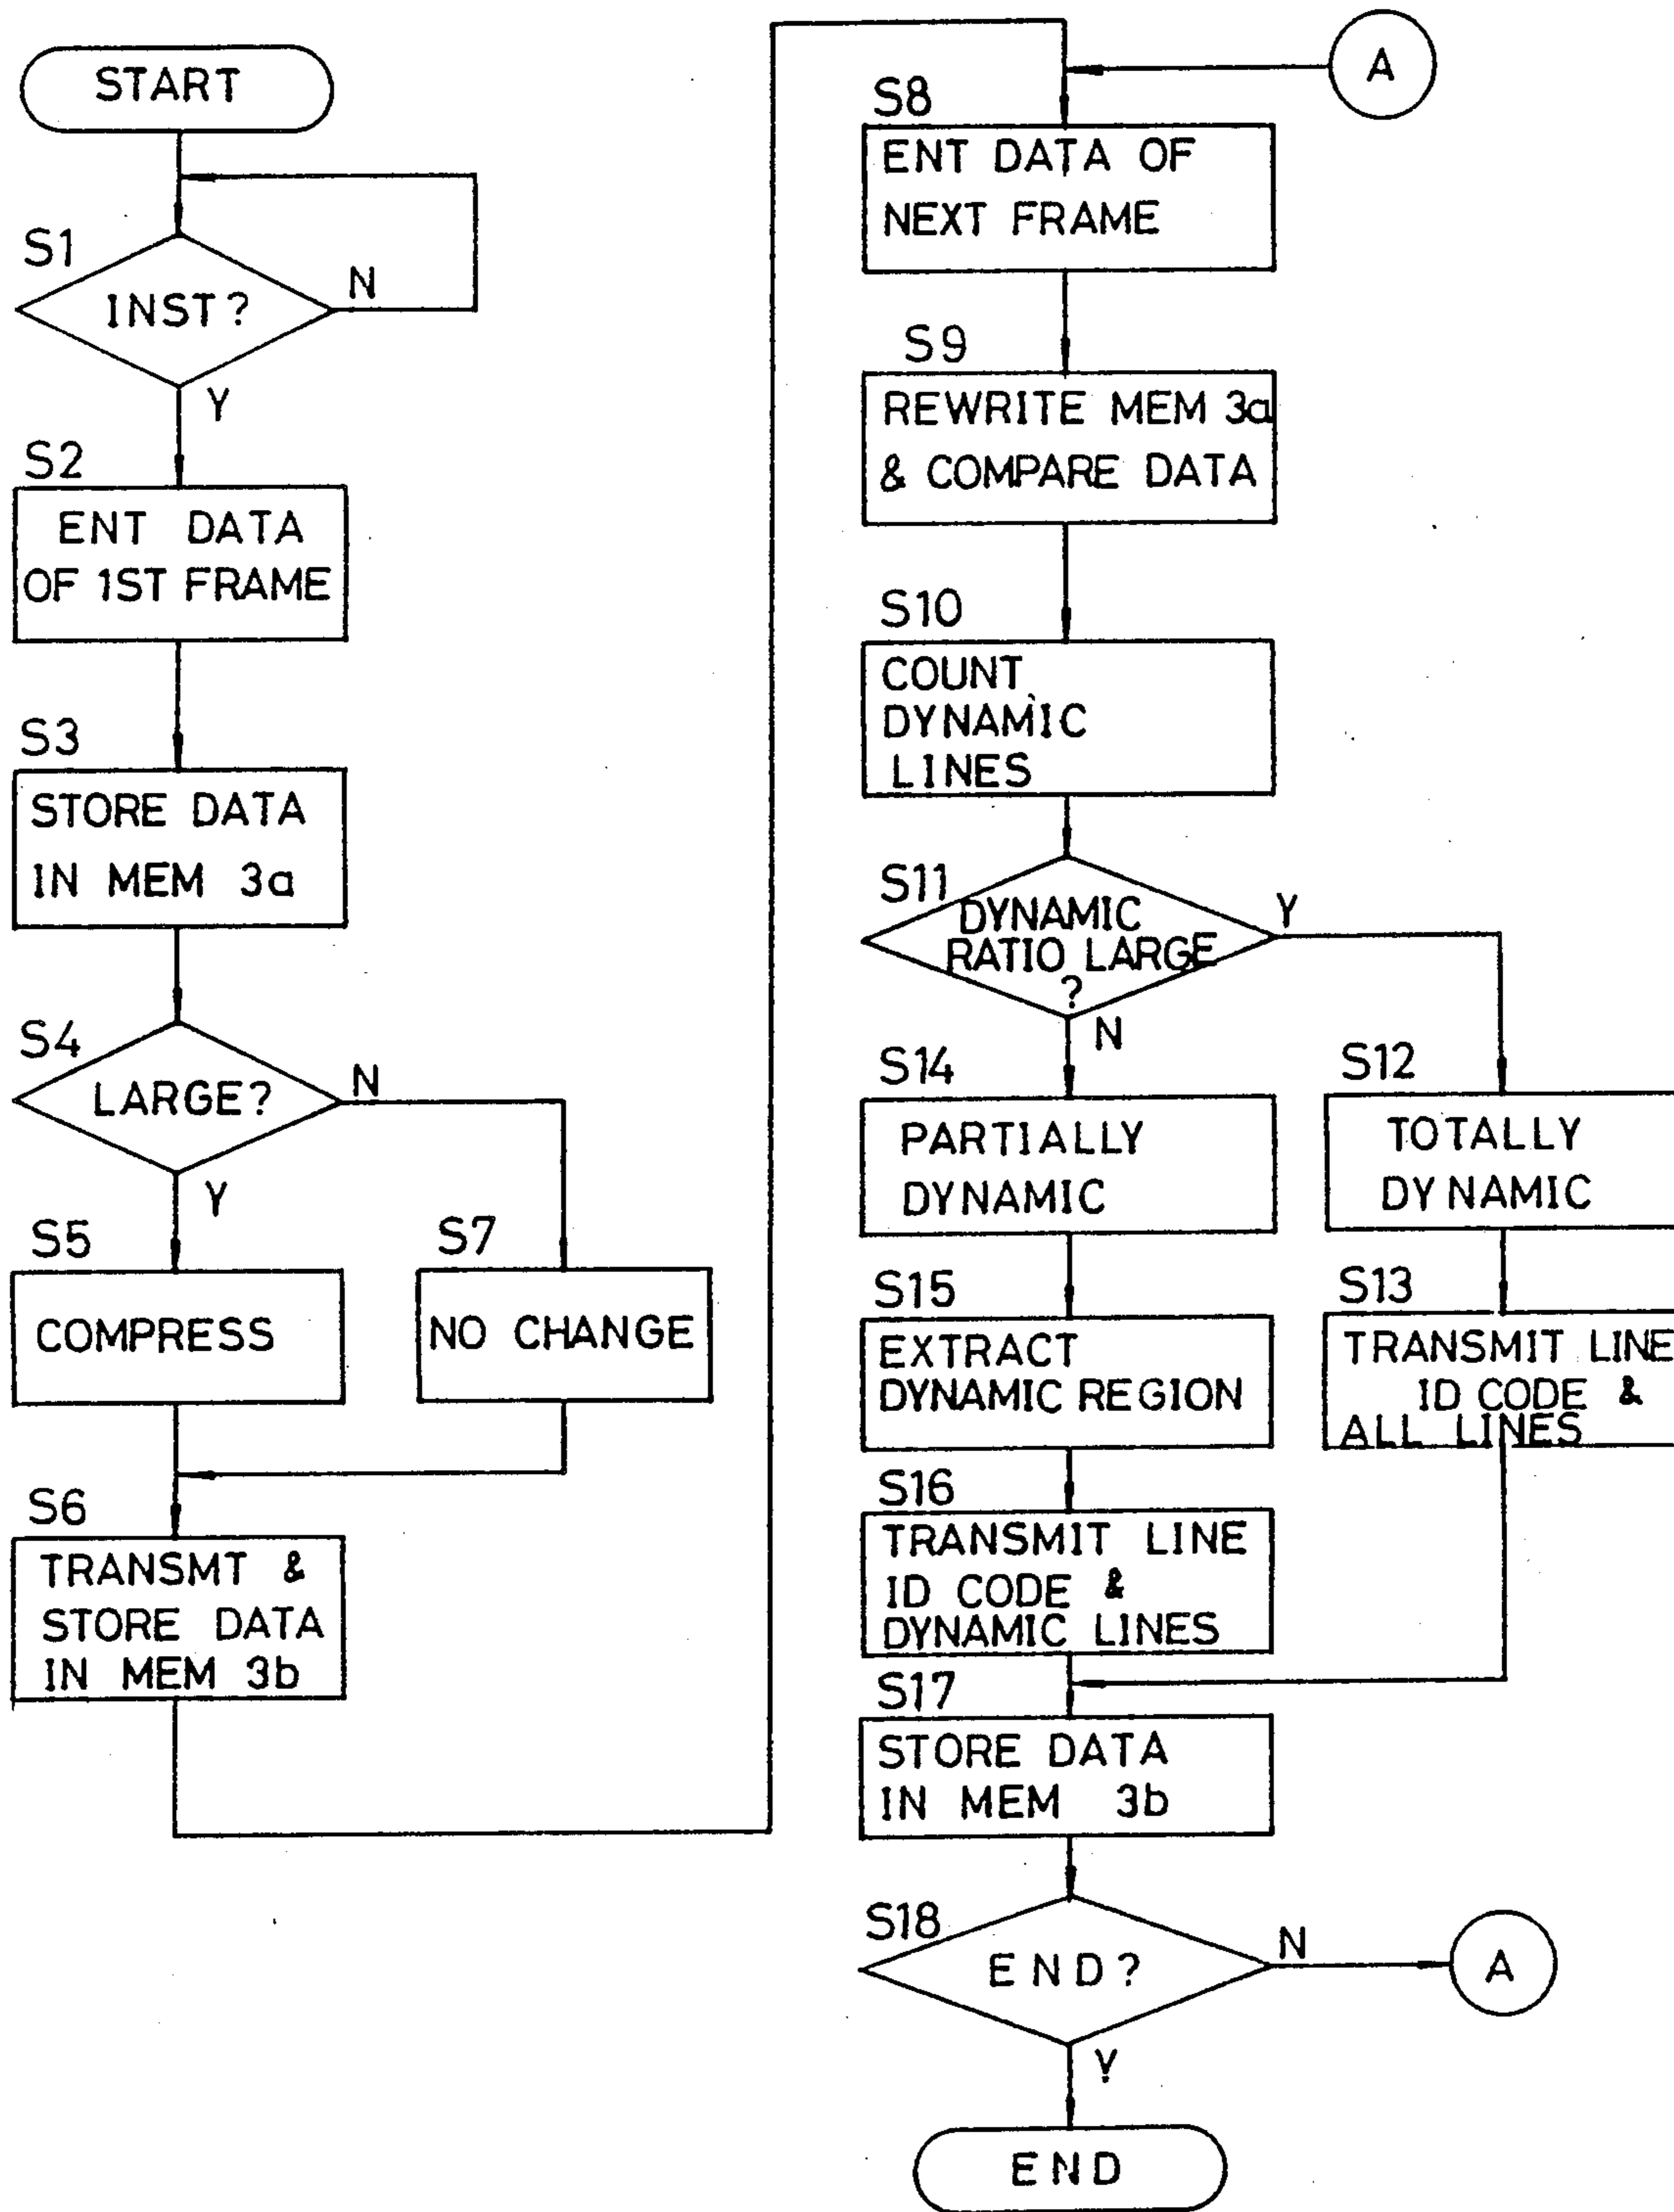 START
S1
INST?
N
Y
S2
ENT DATA
OF 1ST FRAME
S3
STORE DATA
IN MEM 3a
S4
LARGE?
N
Y
S5
COMPRESS
S7
NO CHANGE
S6
TRANSMT &
STORE DATA
IN MEM 3b
A
S8
ENT DATA OF
NEXT FRAME
S9
REWRITE MEM 3a
& COMPARE DATA
S10
COUNT
DYNAMIC
LINES
S11
DYNAMIC
RATIO LARGE
?
Y
N
S14
PARTIALLY
DYNAMIC
S12
TOTALLY
DYNAMIC
S15
EXTRACT
DYNAMIC REGION
S13
TRANSMIT LINE
ID CODE &
ALL LINES
S16
TRANSMIT LINE
ID CODE &
DYNAMIC LINES
S17
STORE DATA
IN MEM 3b
S18
END?
N
A
Y
END